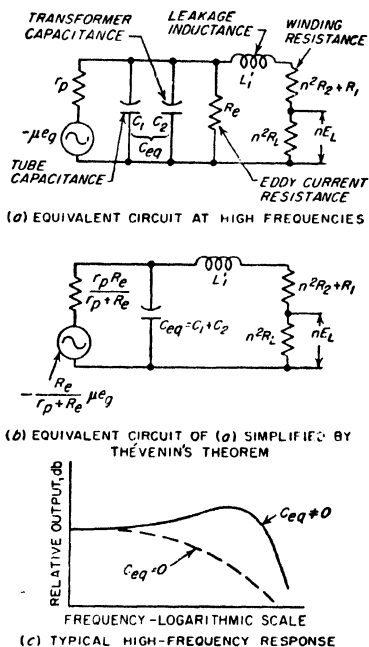 TRANSFORMER
CAPACITANCE
LEAKAGE
INDUCTANCE
WINDING
RESISTANCE
rp
L'1
n²R2+R1
C1 C2
Re
Ceq
n²RL
nEL
-μeg
TUBE
CAPACITANCE
EDDY CURRENT
RESISTANCE
(a) EQUIVALENT CIRCUIT AT HIGH FREQUENCIES
rpRe
rp+Re
L'1
n²R2+R1
Ceq=C1+C2
n²RL
nEL
- Re μeg
rp+Re
(b) EQUIVALENT CIRCUIT OF (a) SIMPLIFIED BY
THÉVENIN'S THEOREM
RELATIVE OUTPUT, db
Ceq≠0
Ceq=0
FREQUENCY-LOGARITHMIC SCALE
(c) TYPICAL HIGH-FREQUENCY RESPONSE